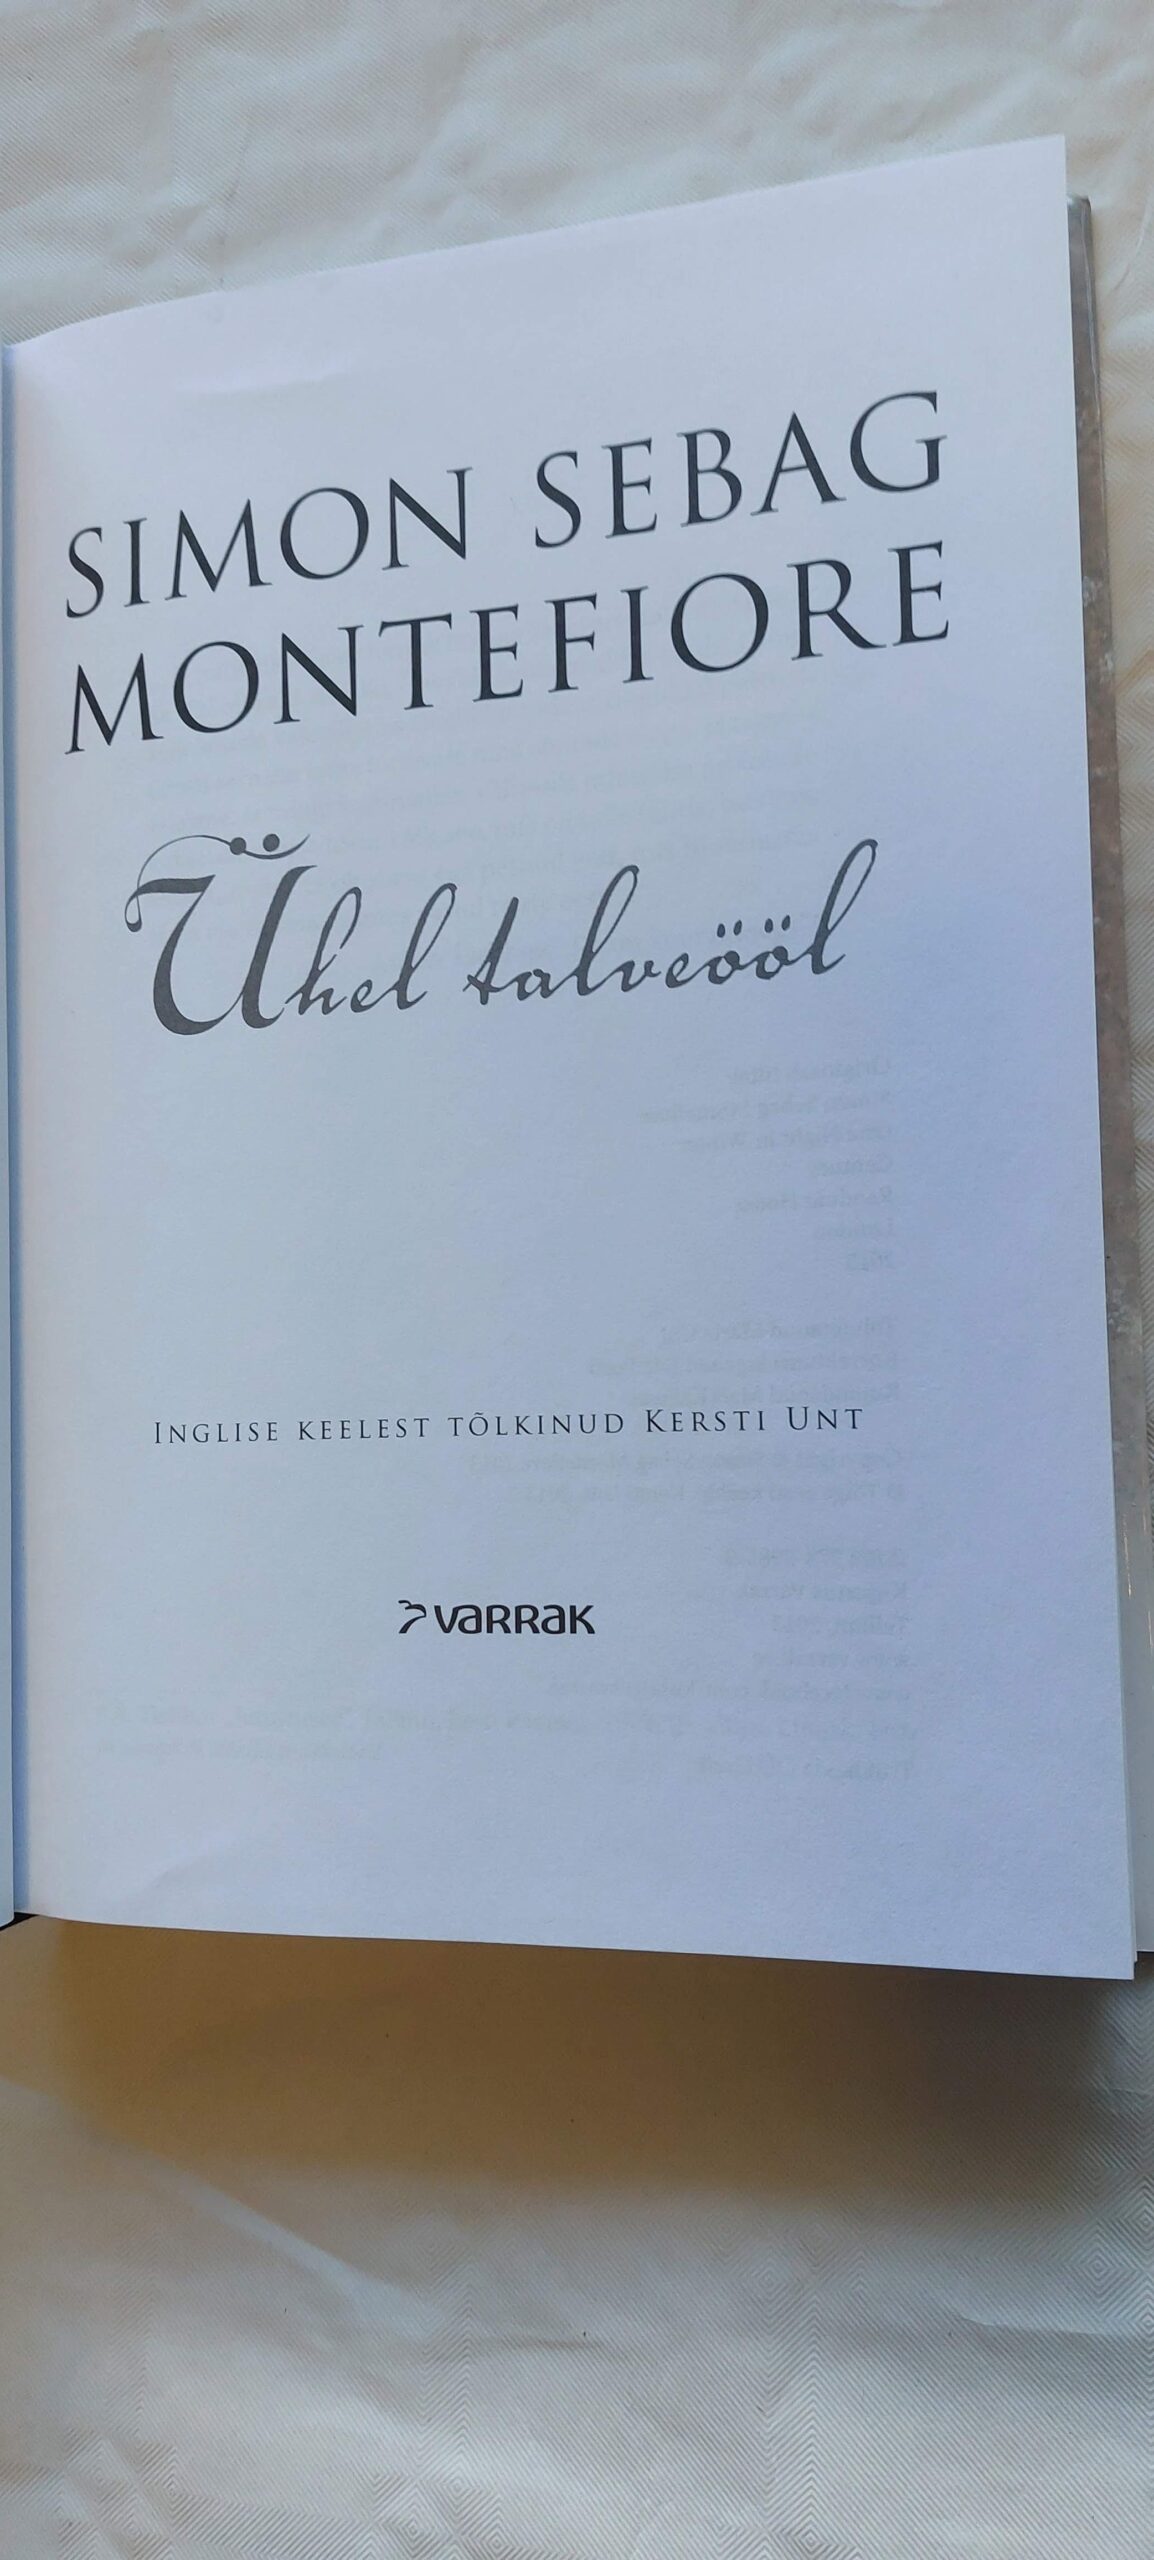 SIMON SEBAG
MONTEFIORE
Ühel talveööl
INGLISE KEELEST TÕLKINUD KERSTI UNT
VARRAK